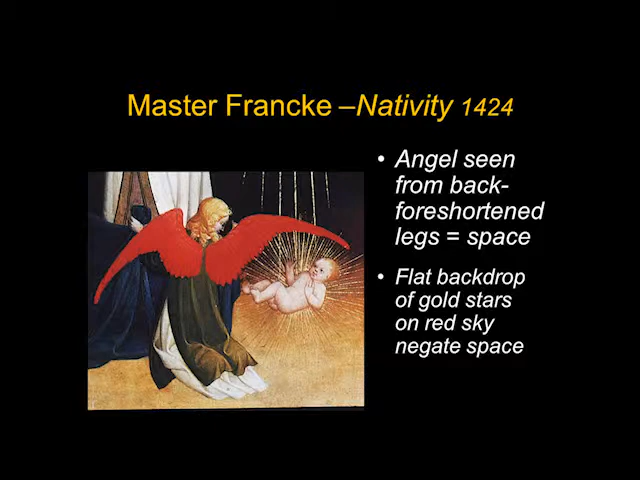 Master Francke –Nativity 1424
• Angel seen
from back-
foreshortened
legs = space
• Flat backdrop
of gold stars
on red sky
negate space